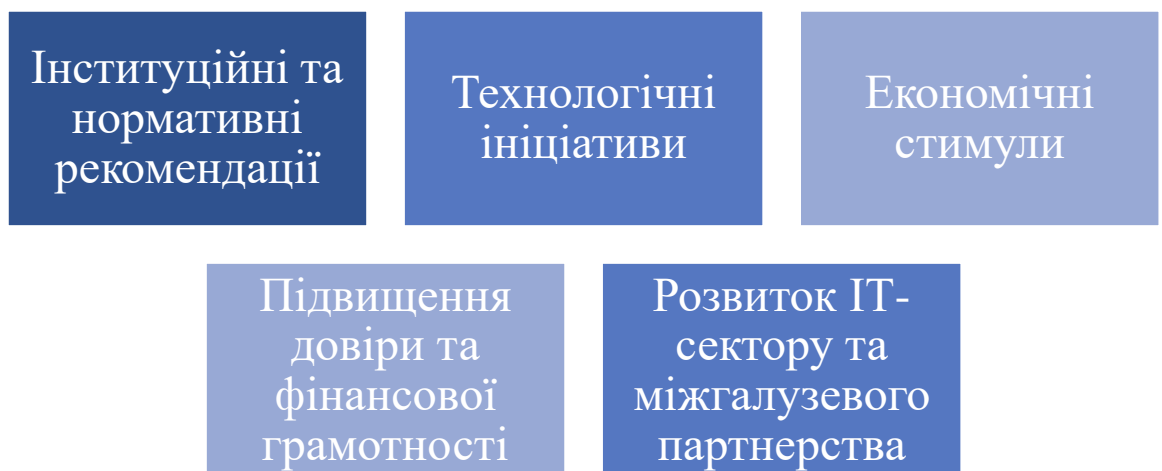 Інституційні та
нормативні
рекомендації
Технологічні
ініціативи
Економічні
стимули
Підвищення
довіри та
фінансової
грамотності
Розвиток ІТ-
сектору та
міжгалузевого
партнерства